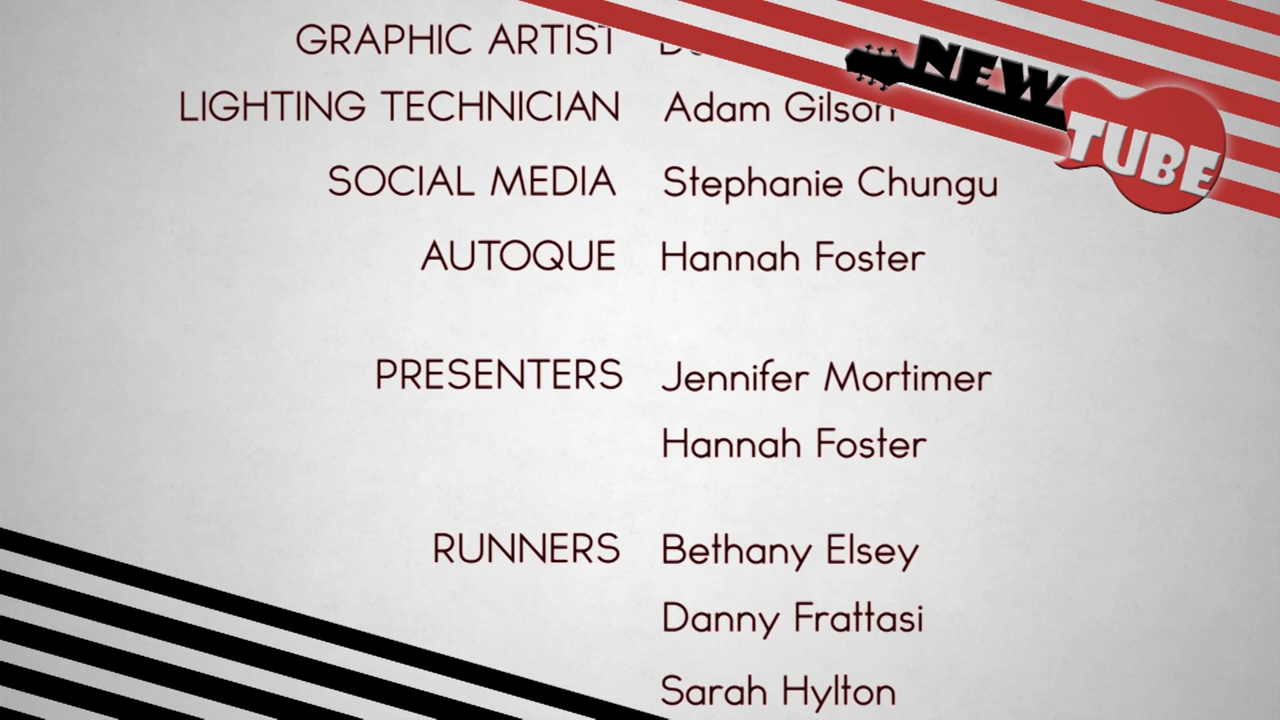 GRAPHIC ARTIST
LIGHTING TECHNICIAN Adam Gilson
SOCIAL MEDIA Stephanie Chungu
AUTOQUE Hannah Foster
PRESENTERS Jennifer Mortimer
Hannah Foster
RUNNERS Bethany Elsey
Danny Frattasi
Sarah Hylton
NEW
TUBE